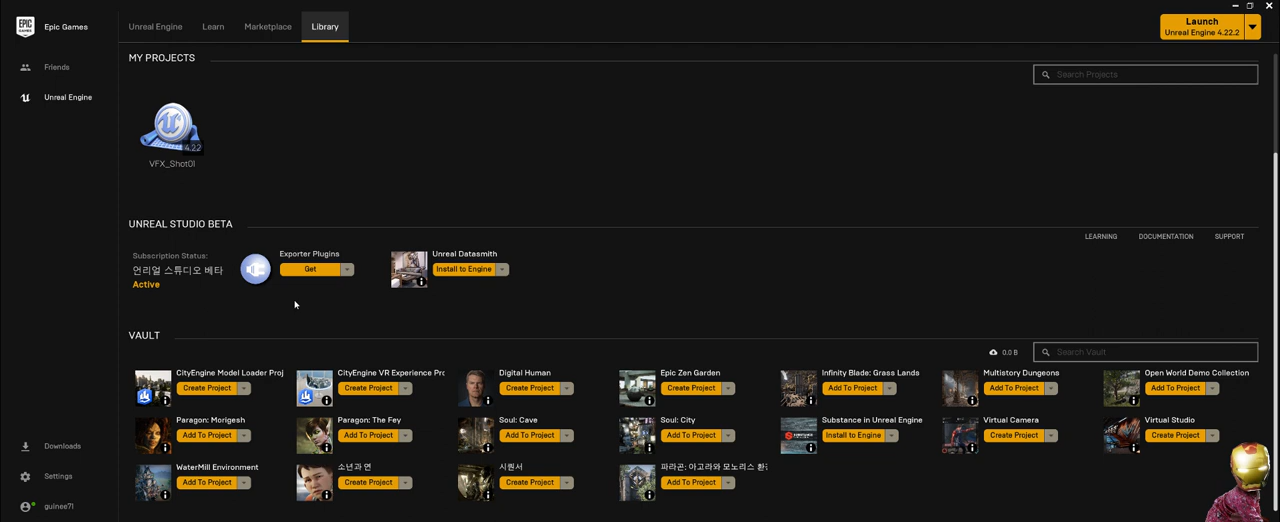 EPIC GAMES
Epic Games
Unreal Engine
Learn
Marketplace
Library
Launch
Unreal Engine 4.22.2
Friends
Unreal Engine
MY PROJECTS
Search Projects
4.22
VFX_Shot01
UNREAL STUDIO BETA
LEARNING
DOCUMENTATION
SUPPORT
Subscription Status:
언리얼 스튜디오 베타
Active
Exporter Plugins
Get
Unreal Datasmith
Install to Engine
VAULT
0.0 B
Search Vault
CityEngine Model Loader Proj
Create Project
CityEngine VR Experience Prc
Create Project
Digital Human
Create Project
Epic Zen Garden
Create Project
Infinity Blade: Grass Lands
Add To Project
Multistory Dungeons
Add To Project
Open World Demo Collection
Add To Project
Paragon: Morigesh
Add To Project
Paragon: The Fey
Add To Project
Soul: Cave
Add To Project
Soul: City
Add To Project
Substance in Unreal Engine
Install to Engine
Virtual Camera
Create Project
Virtual Studio
Create Project
WaterMill Environment
Add To Project
소년과 연
Create Project
시퀀서
Create Project
파라곤: 아고라와 모노리스 환경
Add To Project
Downloads
Settings
guinee71